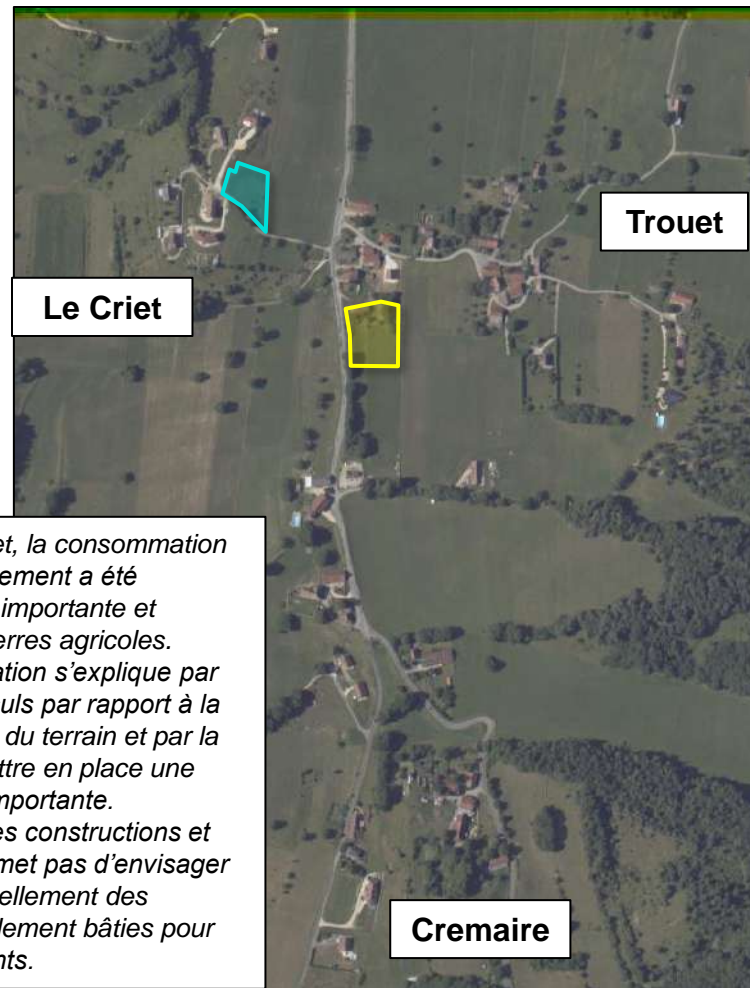 Trouet
Le Criet
et, la consommation
ement a été
importante et
erres agricoles.
ation s'explique par
uls par rapport à la
du terrain et par la
ttre en place une
mportante.
es constructions et
met pas d'envisager
ellement des
lement bâties pour
nts.
Cremaire